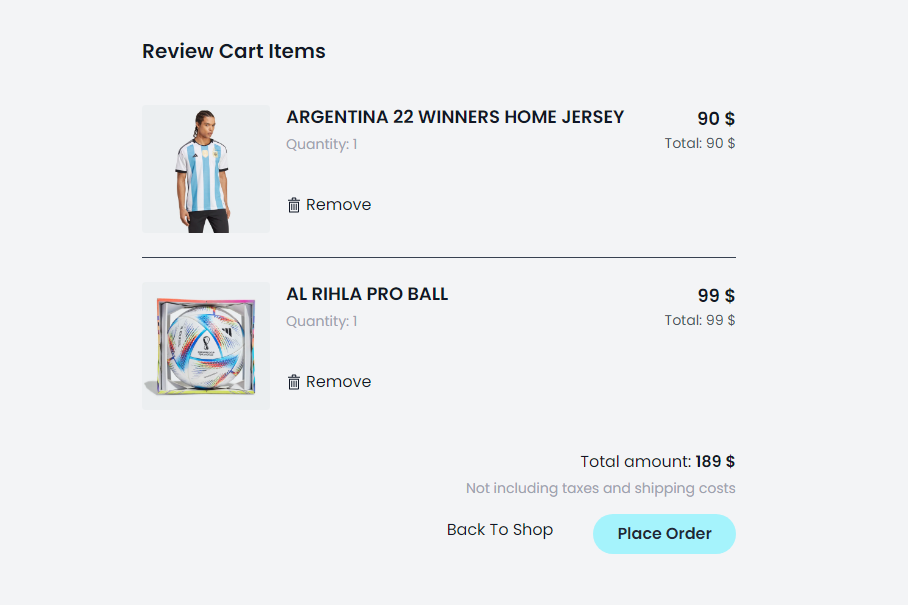 Review Cart Items
ARGENTINA 22 WINNERS HOME JERSEY
90 $
Quantity: 1
Total: 90 $
Remove
AL RIHLA PRO BALL
99 $
Quantity: 1
Total: 99 $
Remove
Total amount: 189 $
Not including taxes and shipping costs
Back To Shop
Place Order